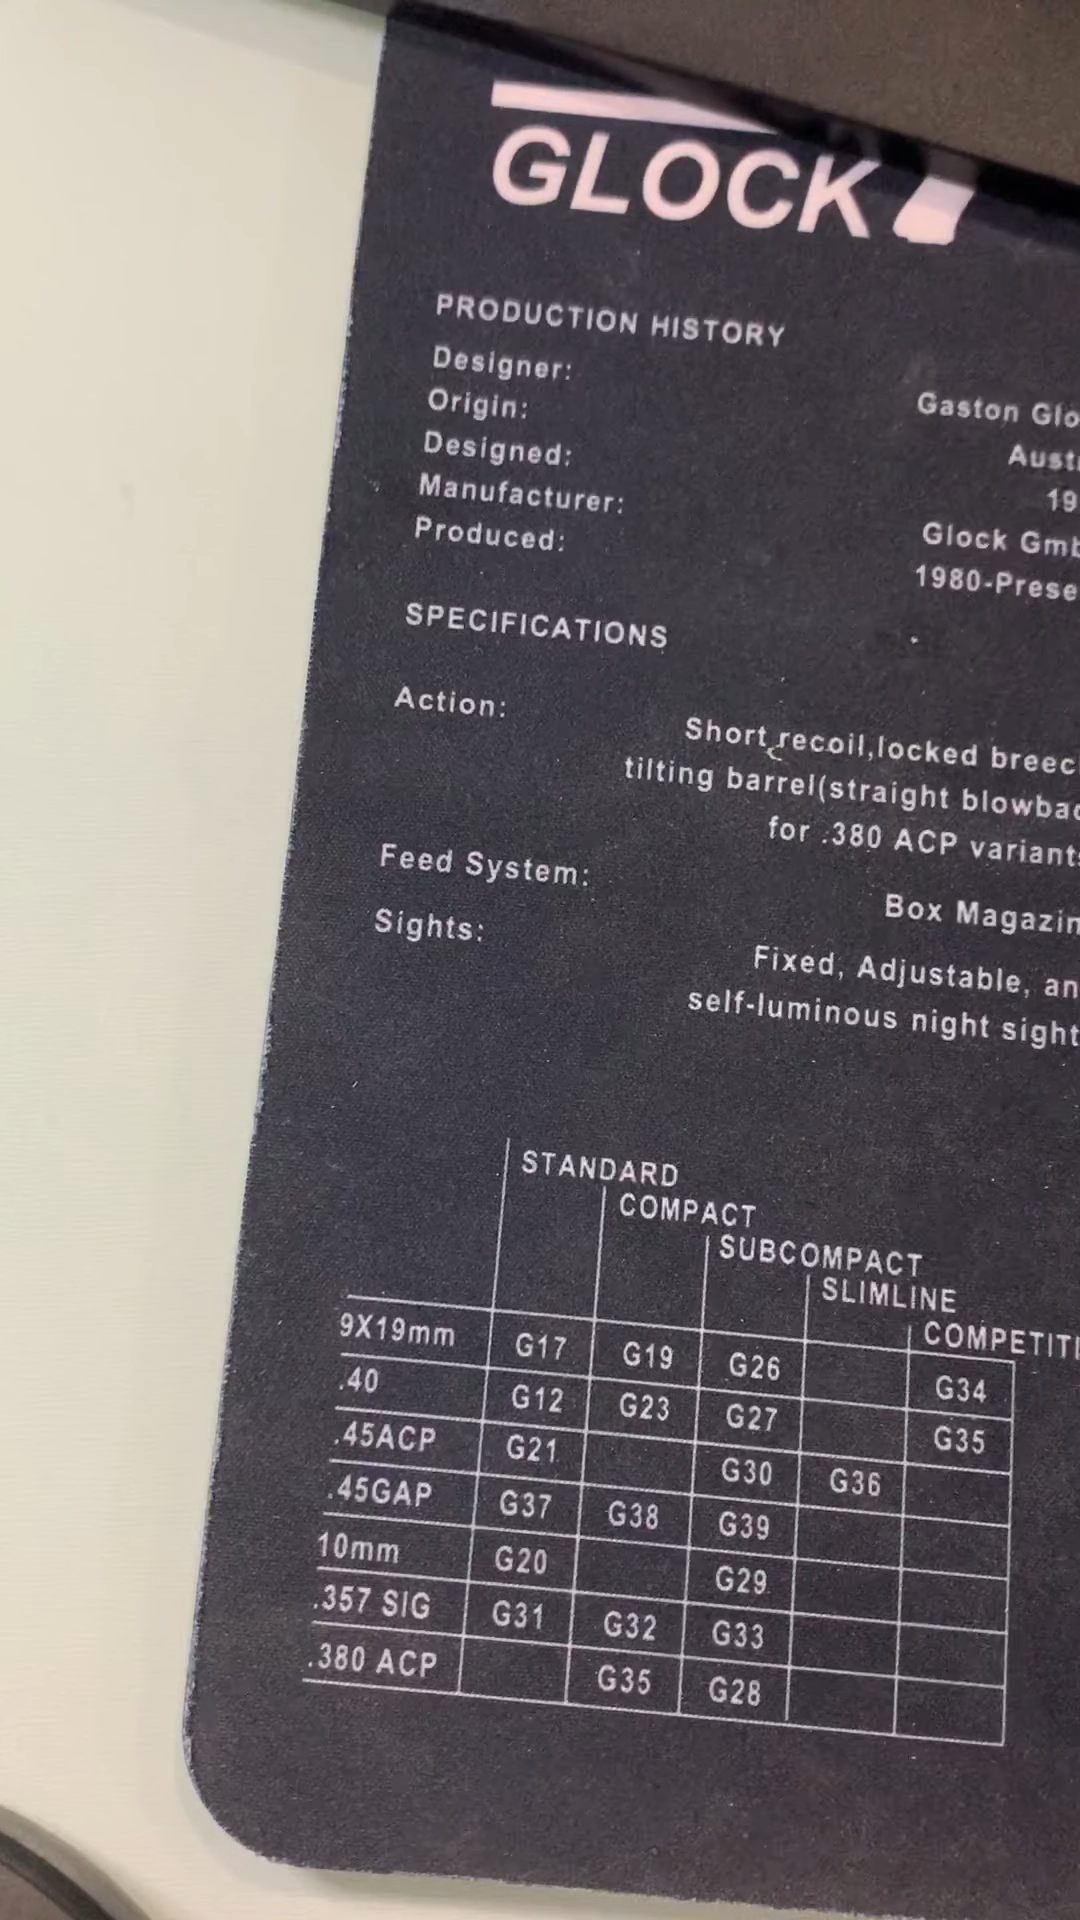 GLOCK
PRODUCTION HISTORY
Designer: Gaston Glo
Origin: Aust
Designed: 19
Manufacturer: Glock Gmb
Produced: 1980-Prese
SPECIFICATIONS
Action: Short recoil,locked breec
tilting barrel(straight blowbac
for .380 ACP variants
Feed System: Box Magazin
Sights: Fixed, Adjustable, an
self-luminous night sight
STANDARD
COMPACT
SUBCOMPACT
SLIMLINE
COMPETITI
9X19mm G17 G19 G26 G34
.40 G12 G23 G27 G35
.45ACP G21 G30 G36
.45GAP G37 G38 G39
10mm G20 G29
.357 SIG G31 G32 G33
.380 ACP G35 G28